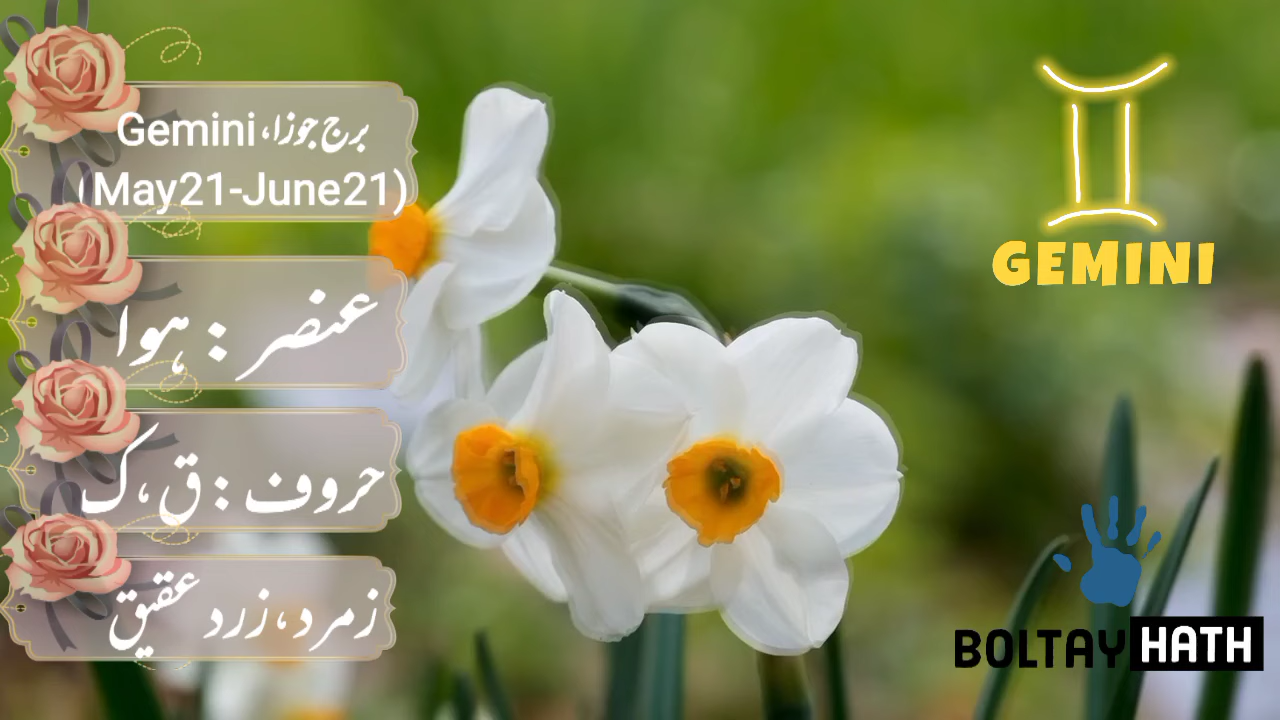 برج جوزا، Gemini
(May21-June21)
عنصر : ہوا
حروف : ق، ک
زمرد، زرد عقیق
GEMINI
BOLTAY HATH